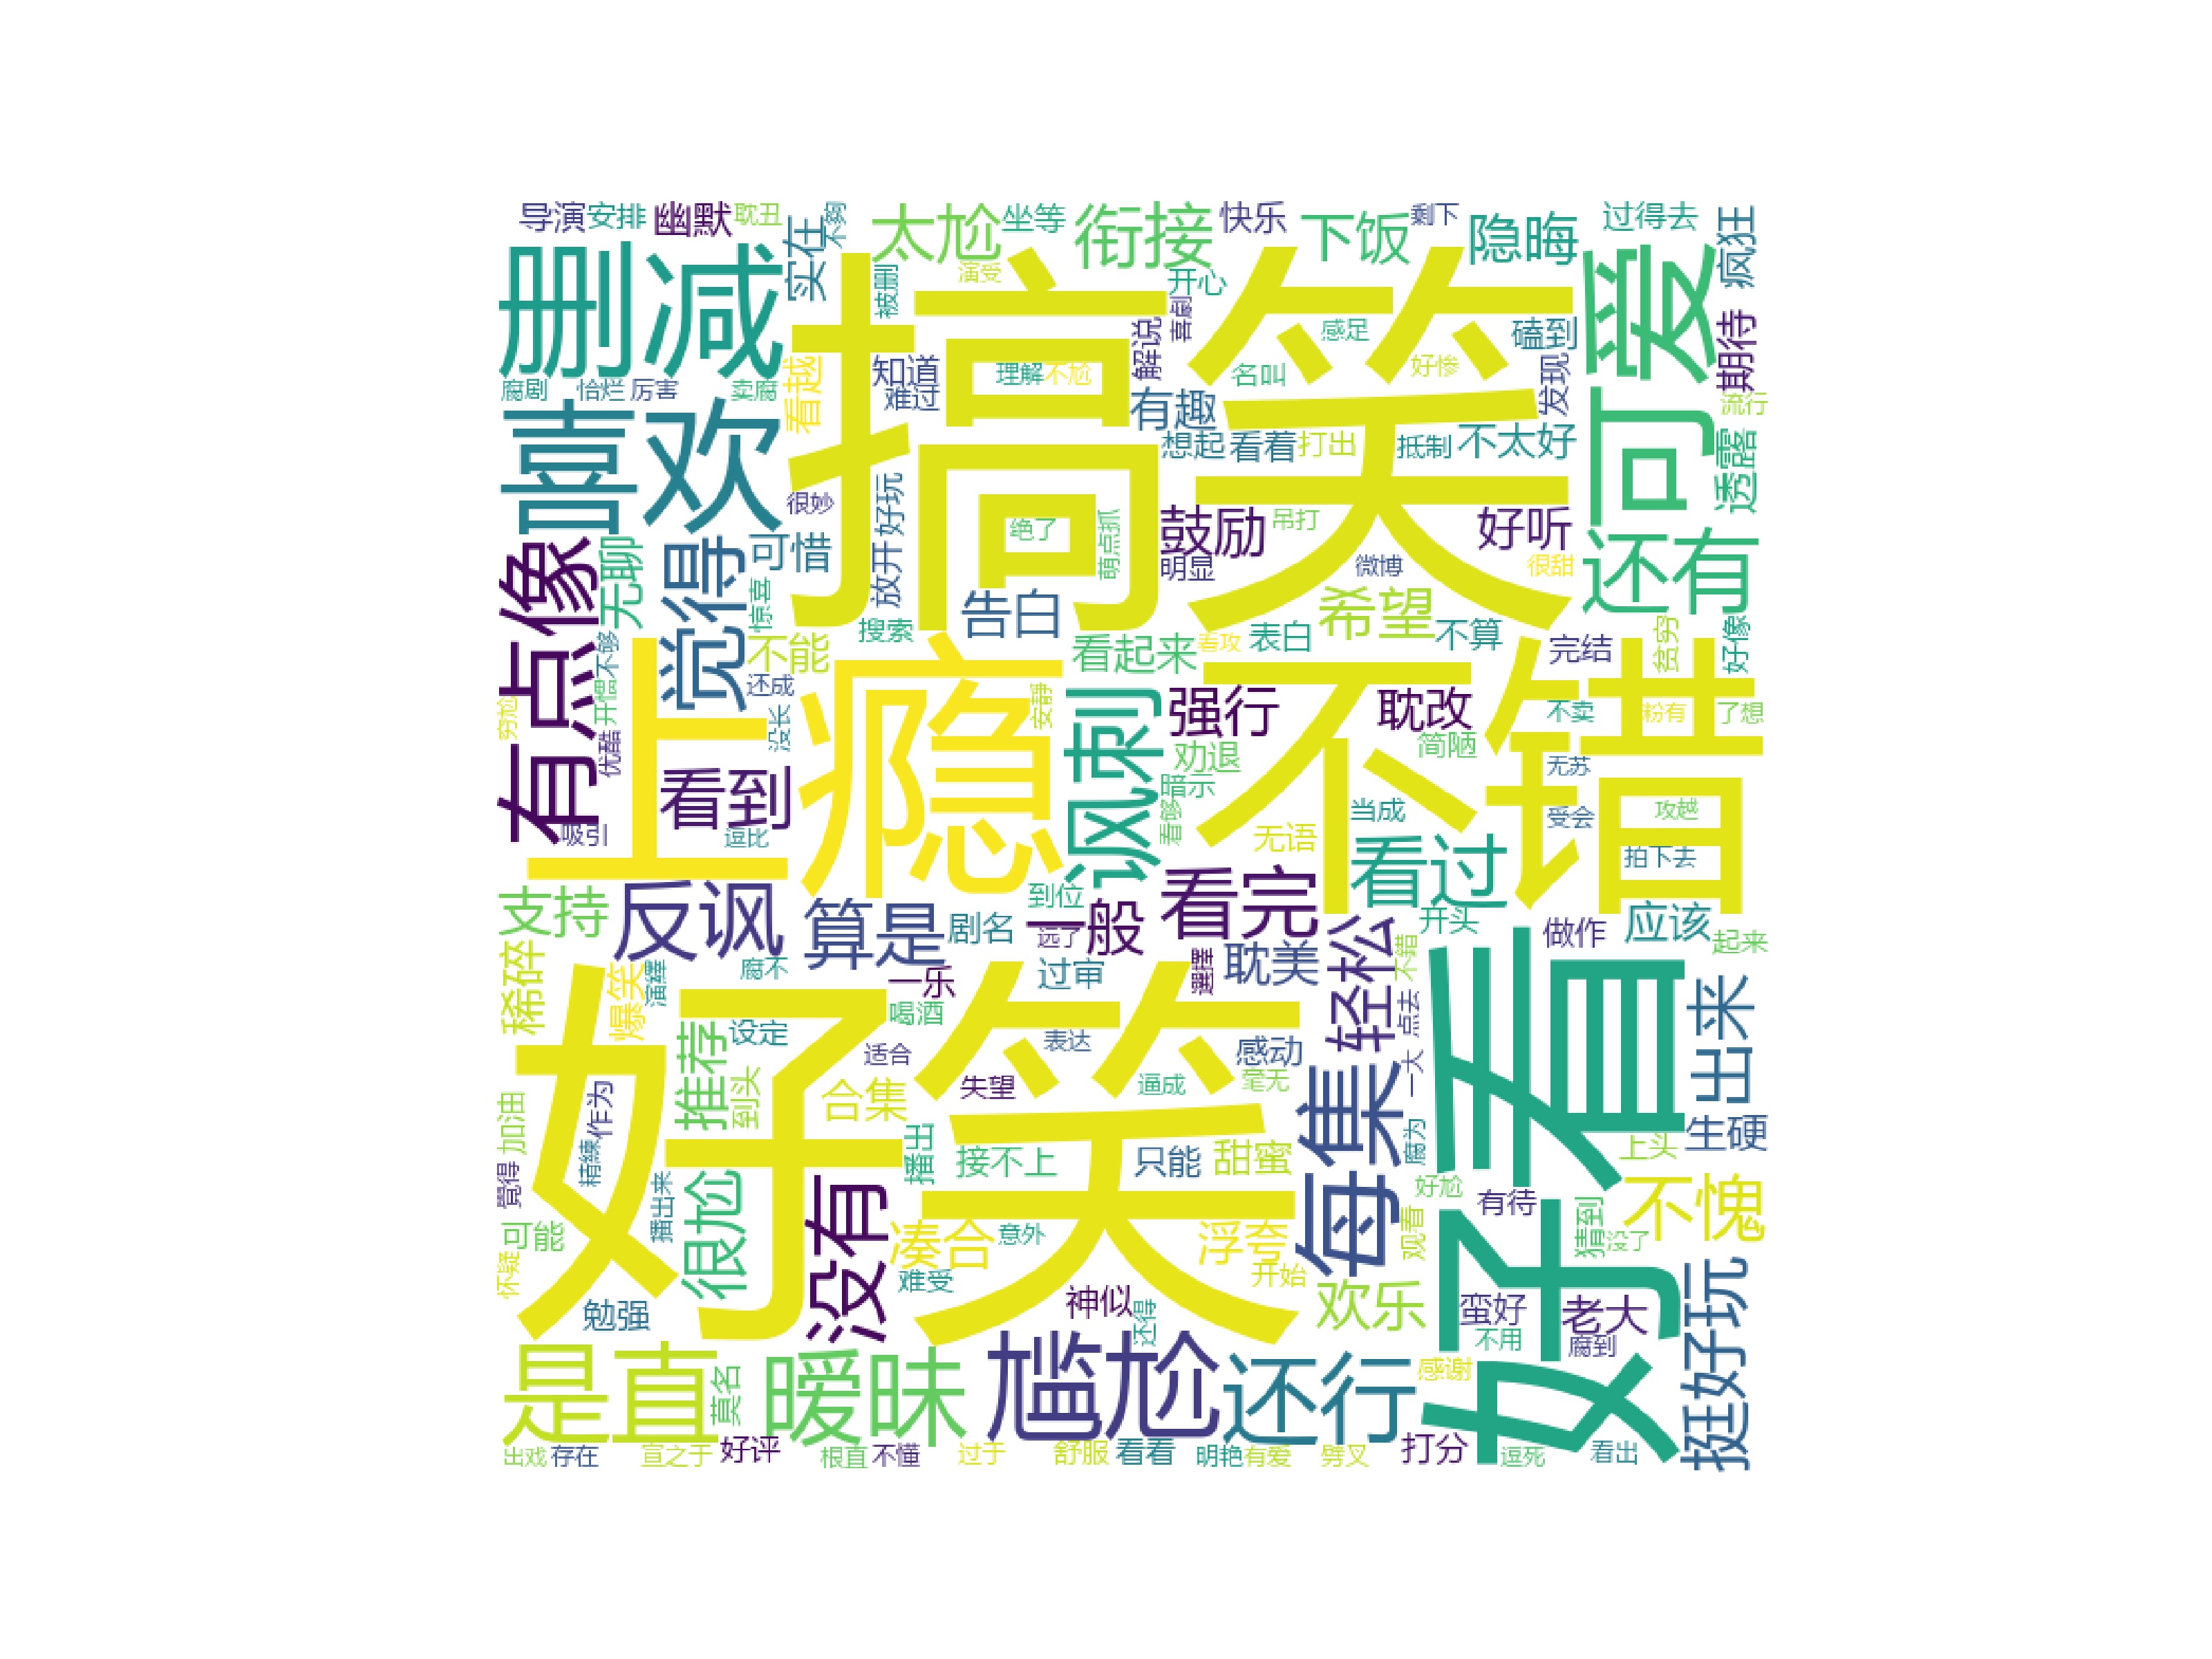 导演 安排 幽默 耽丑 实在 不夠 太尬 坐等 衔接 快乐 下饭 剩下 隐晦 过得去 疯狂
删减 被删 演受 开心 搞笑 喜劇 解说 感足 磕到 可爱 期待
腐剧 恰烂 厉害 卖腐 看越 知道 难过 理解 不尬 有趣 名叫 好惨 发现 流行
喜欢 很妙 好玩 想起 看着 打出 抵制 不太好 透露
有点像 无聊 觉得 可惜 放开 绝了 萌点抓 鼓励 吊打 明显 微博 好听 很甜 还有
惊喜 搜索 告白 希望 不能 看起来 看攻 表白 不算 完结 贫穷 好像
穷尬 开慣 不够 优酷 还成 没长 上瘾 安静 讽刺 强行 耽改 不错 不卖 粉有 了想
看到 劝退 暗示 简陋 无苏
吸引 逗比 看够 无语 当成 看过 受会 攻越 拍下去
支持 反讽 算是 剧名 到位 一般 远了 看完 开头 做作 应该 起来
稀碎 爆笑 演繹 腐不 一乐 过审 選擇 耽美 轻松 不錯 点去 好看 出来
好笑 推荐 设定 喝酒 适合 表达 感动 一大
加油 作为 到头 合集 失望 逼成 毫无 每集 腐为 上头 生硬
覺得 精練 播出来 播出 接不上 只能 甜蜜 好尬 有待 不愧
可能 怀疑 很尬 没有 凑合 意外 浮夸 观看 猜到 没了
勉强 难受 神似 还得 开始 欢乐 蛮好 老大 不用 腐到 挺好玩
是直 莫名 暧昧 尴尬 还行 感谢
出戏 存在 宣之于 好评 根直 不懂 过于 舒服 看看 明艳 有爱 劈叉 打分 逗死 看出